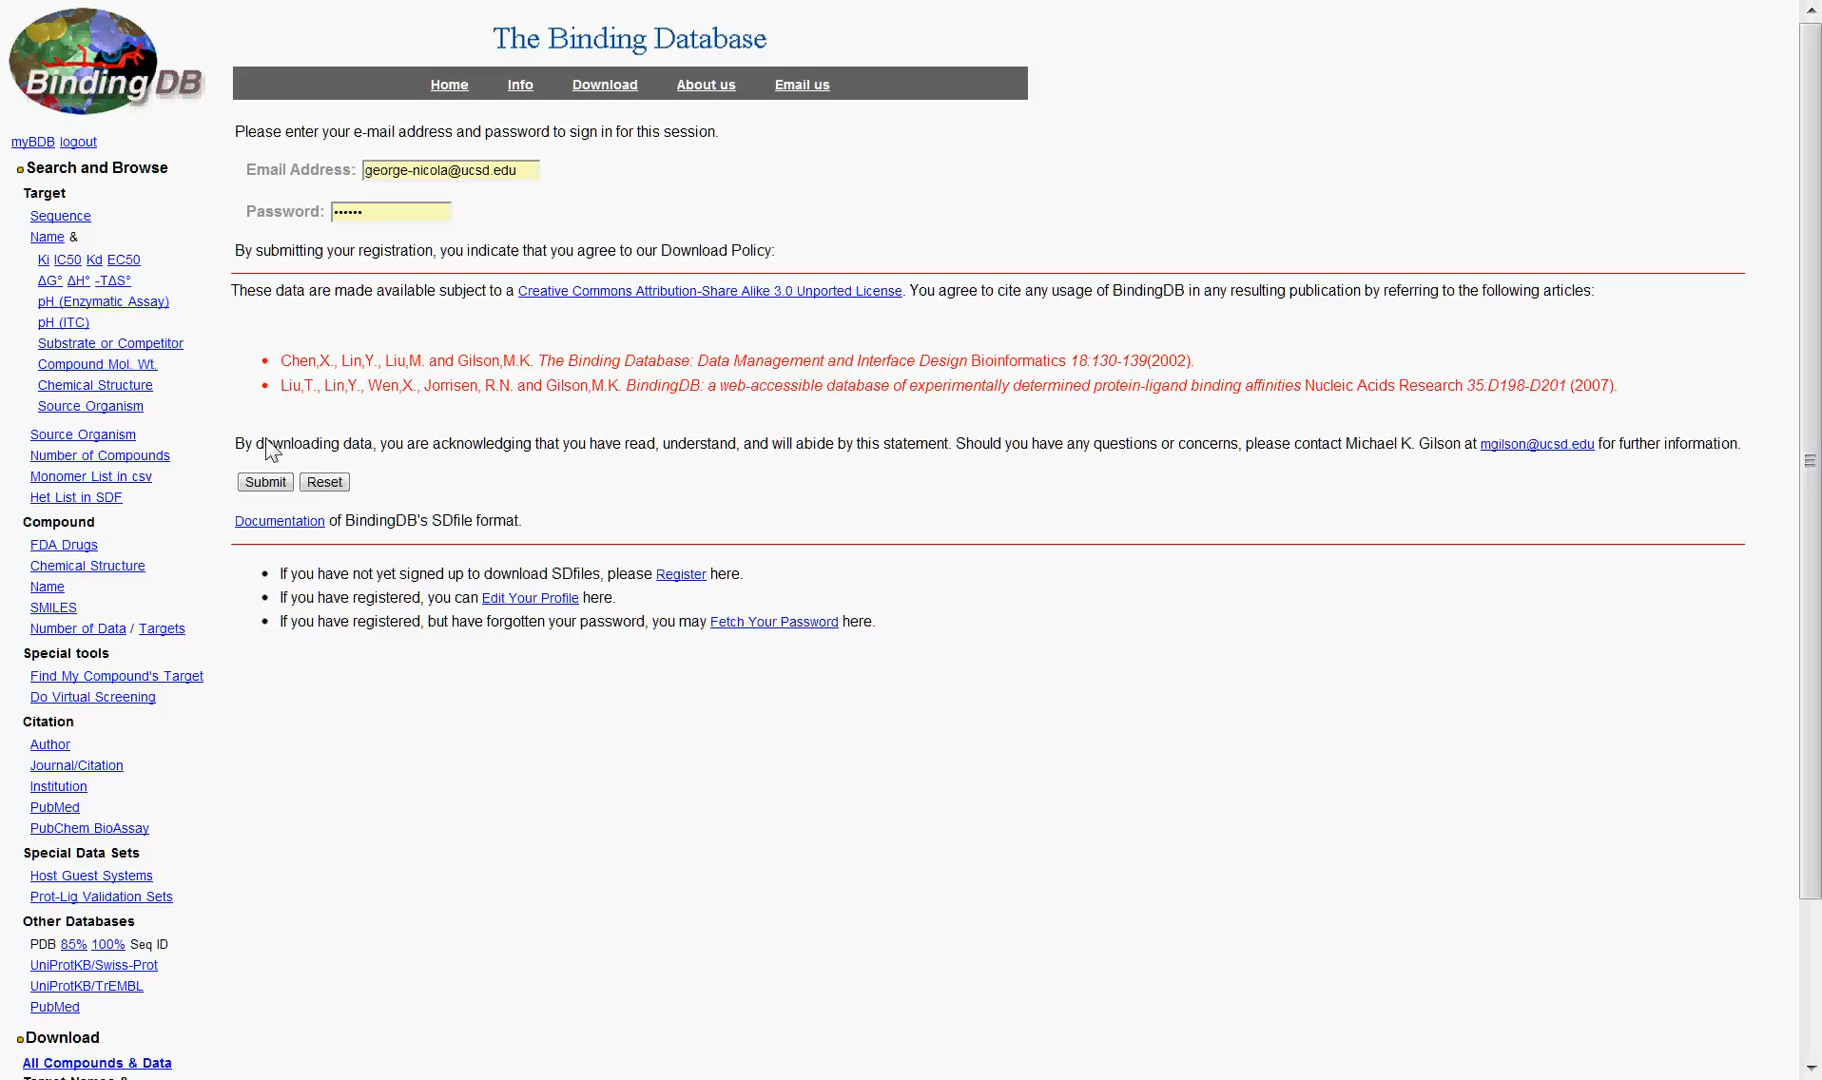 BindingDB
The Binding Database
Home Info Download About us Email us
myBDB logout
Search and Browse
Target
Sequence
Name &
Ki IC50 Kd EC50
ΔG° ΔH° -TΔS°
pH (Enzymatic Assay)
pH (ITC)
Substrate or Competitor
Compound Mol. Wt.
Chemical Structure
Source Organism
Source Organism
Number of Compounds
Monomer List in csv
Het List in SDF
Compound
FDA Drugs
Chemical Structure
Name
SMILES
Number of Data / Targets
Special tools
Find My Compound's Target
Do Virtual Screening
Citation
Author
Journal/Citation
Institution
PubMed
PubChem BioAssay
Special Data Sets
Host Guest Systems
Prot-Lig Validation Sets
Other Databases
PDB 85% 100% Seq ID
UniProtKB/Swiss-Prot
UniProtKB/TrEMBL
PubMed
Download
All Compounds & Data
Target Names &
Please enter your e-mail address and password to sign in for this session.
Email Address: george-nicola@ucsd.edu
Password: ••••••
By submitting your registration, you indicate that you agree to our Download Policy:
These data are made available subject to a Creative Commons Attribution-Share Alike 3.0 Unported License. You agree to cite any usage of BindingDB in any resulting publication by referring to the following articles:
• Chen,X., Lin,Y., Liu,M. and Gilson,M.K. The Binding Database: Data Management and Interface Design Bioinformatics 18:130-139(2002).
• Liu,T., Lin,Y., Wen,X., Jorrisen, R.N. and Gilson,M.K. BindingDB: a web-accessible database of experimentally determined protein-ligand binding affinities Nucleic Acids Research 35:D198-D201 (2007).
By downloading data, you are acknowledging that you have read, understand, and will abide by this statement. Should you have any questions or concerns, please contact Michael K. Gilson at mgilson@ucsd.edu for further information.
Submit Reset
Documentation of BindingDB's SDfile format.
• If you have not yet signed up to download SDfiles, please Register here.
• If you have registered, you can Edit Your Profile here.
• If you have registered, but have forgotten your password, you may Fetch Your Password here.